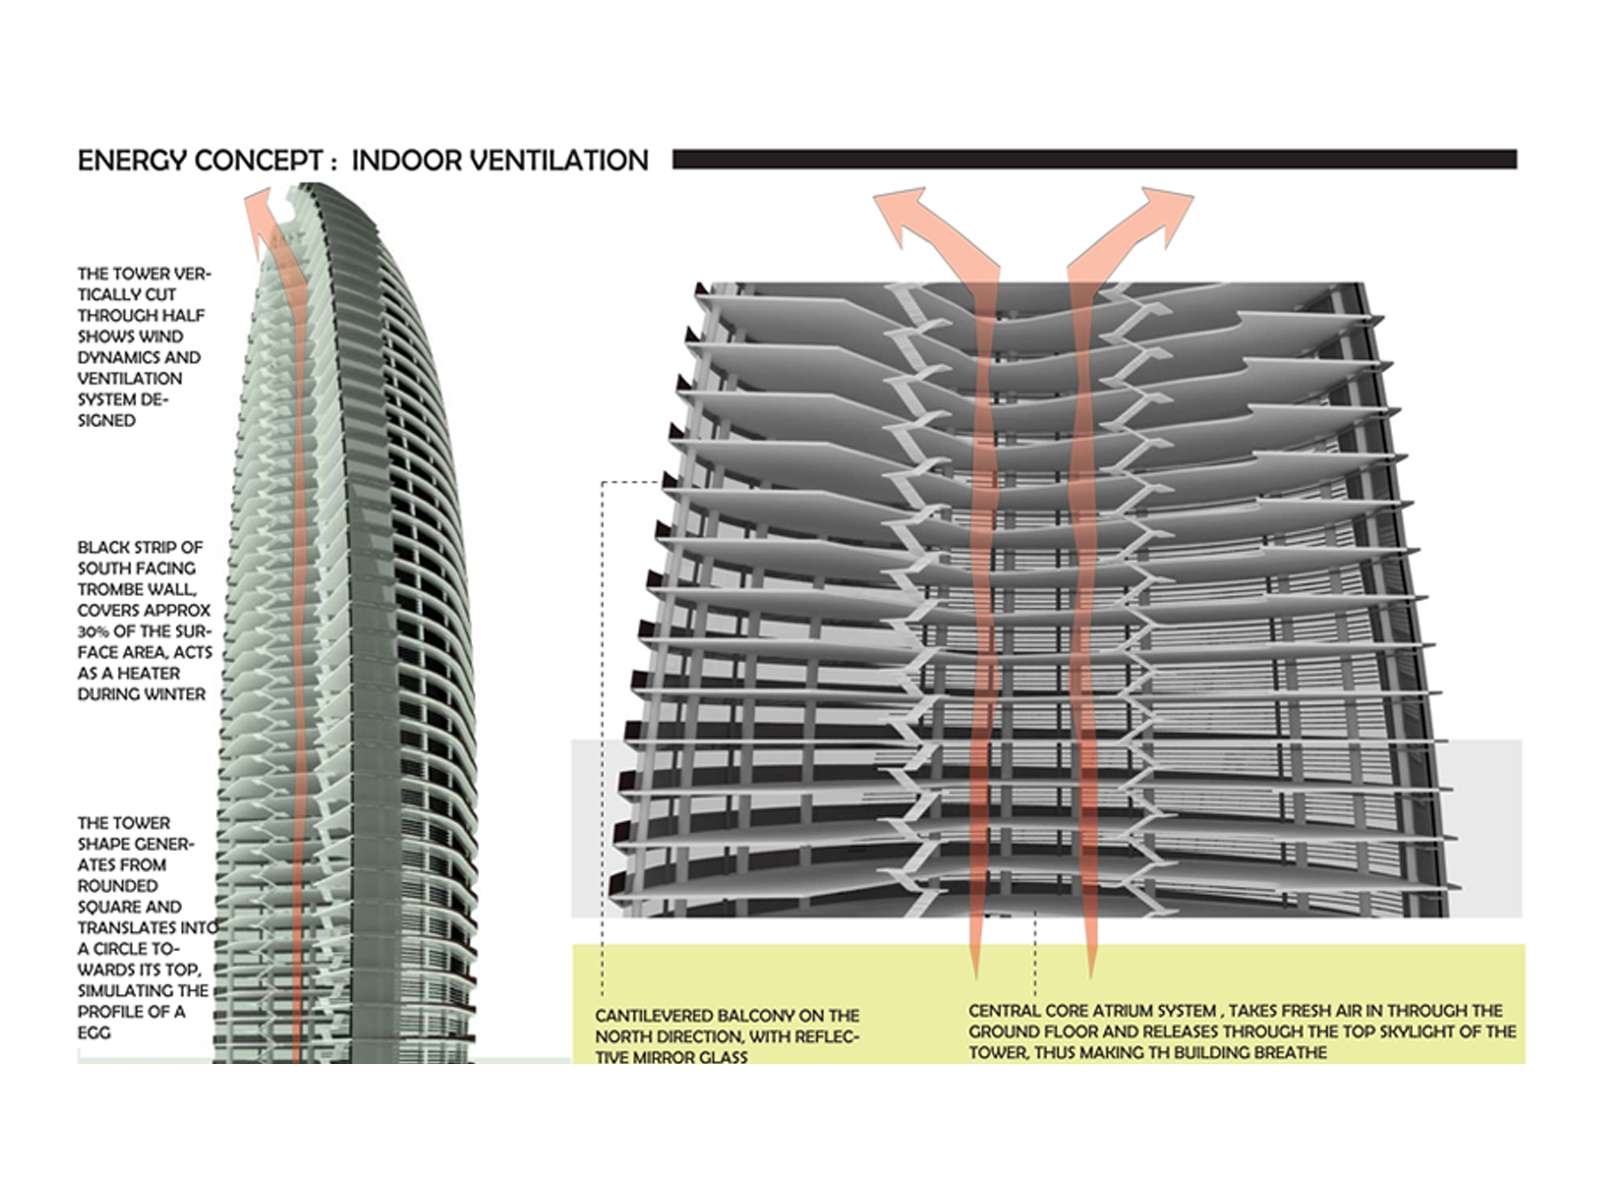 ENERGY CONCEPT : INDOOR VENTILATION
THE TOWER VER-
TICALLY CUT
THROUGH HALF
SHOWS WIND
DYNAMICS AND
VENTILATION
SYSTEM DE-
SIGNED
BLACK STRIP OF
SOUTH FACING
TROMBE WALL,
COVERS APPROX
30% OF THE SUR-
FACE AREA, ACTS
AS A HEATER
DURING WINTER
THE TOWER
SHAPE GENER-
ATES FROM
ROUNDED
SQUARE AND
TRANSLATES INTO
A CIRCLE TO-
WARDS ITS TOP,
SIMULATING THE
PROFILE OF A
EGG
CANTILEVERED BALCONY ON THE
NORTH DIRECTION, WITH REFLEC-
TIVE MIRROR GLASS
CENTRAL CORE ATRIUM SYSTEM , TAKES FRESH AIR IN THROUGH THE
GROUND FLOOR AND RELEASES THROUGH THE TOP SKYLIGHT OF THE
TOWER, THUS MAKING TH BUILDING BREATHE